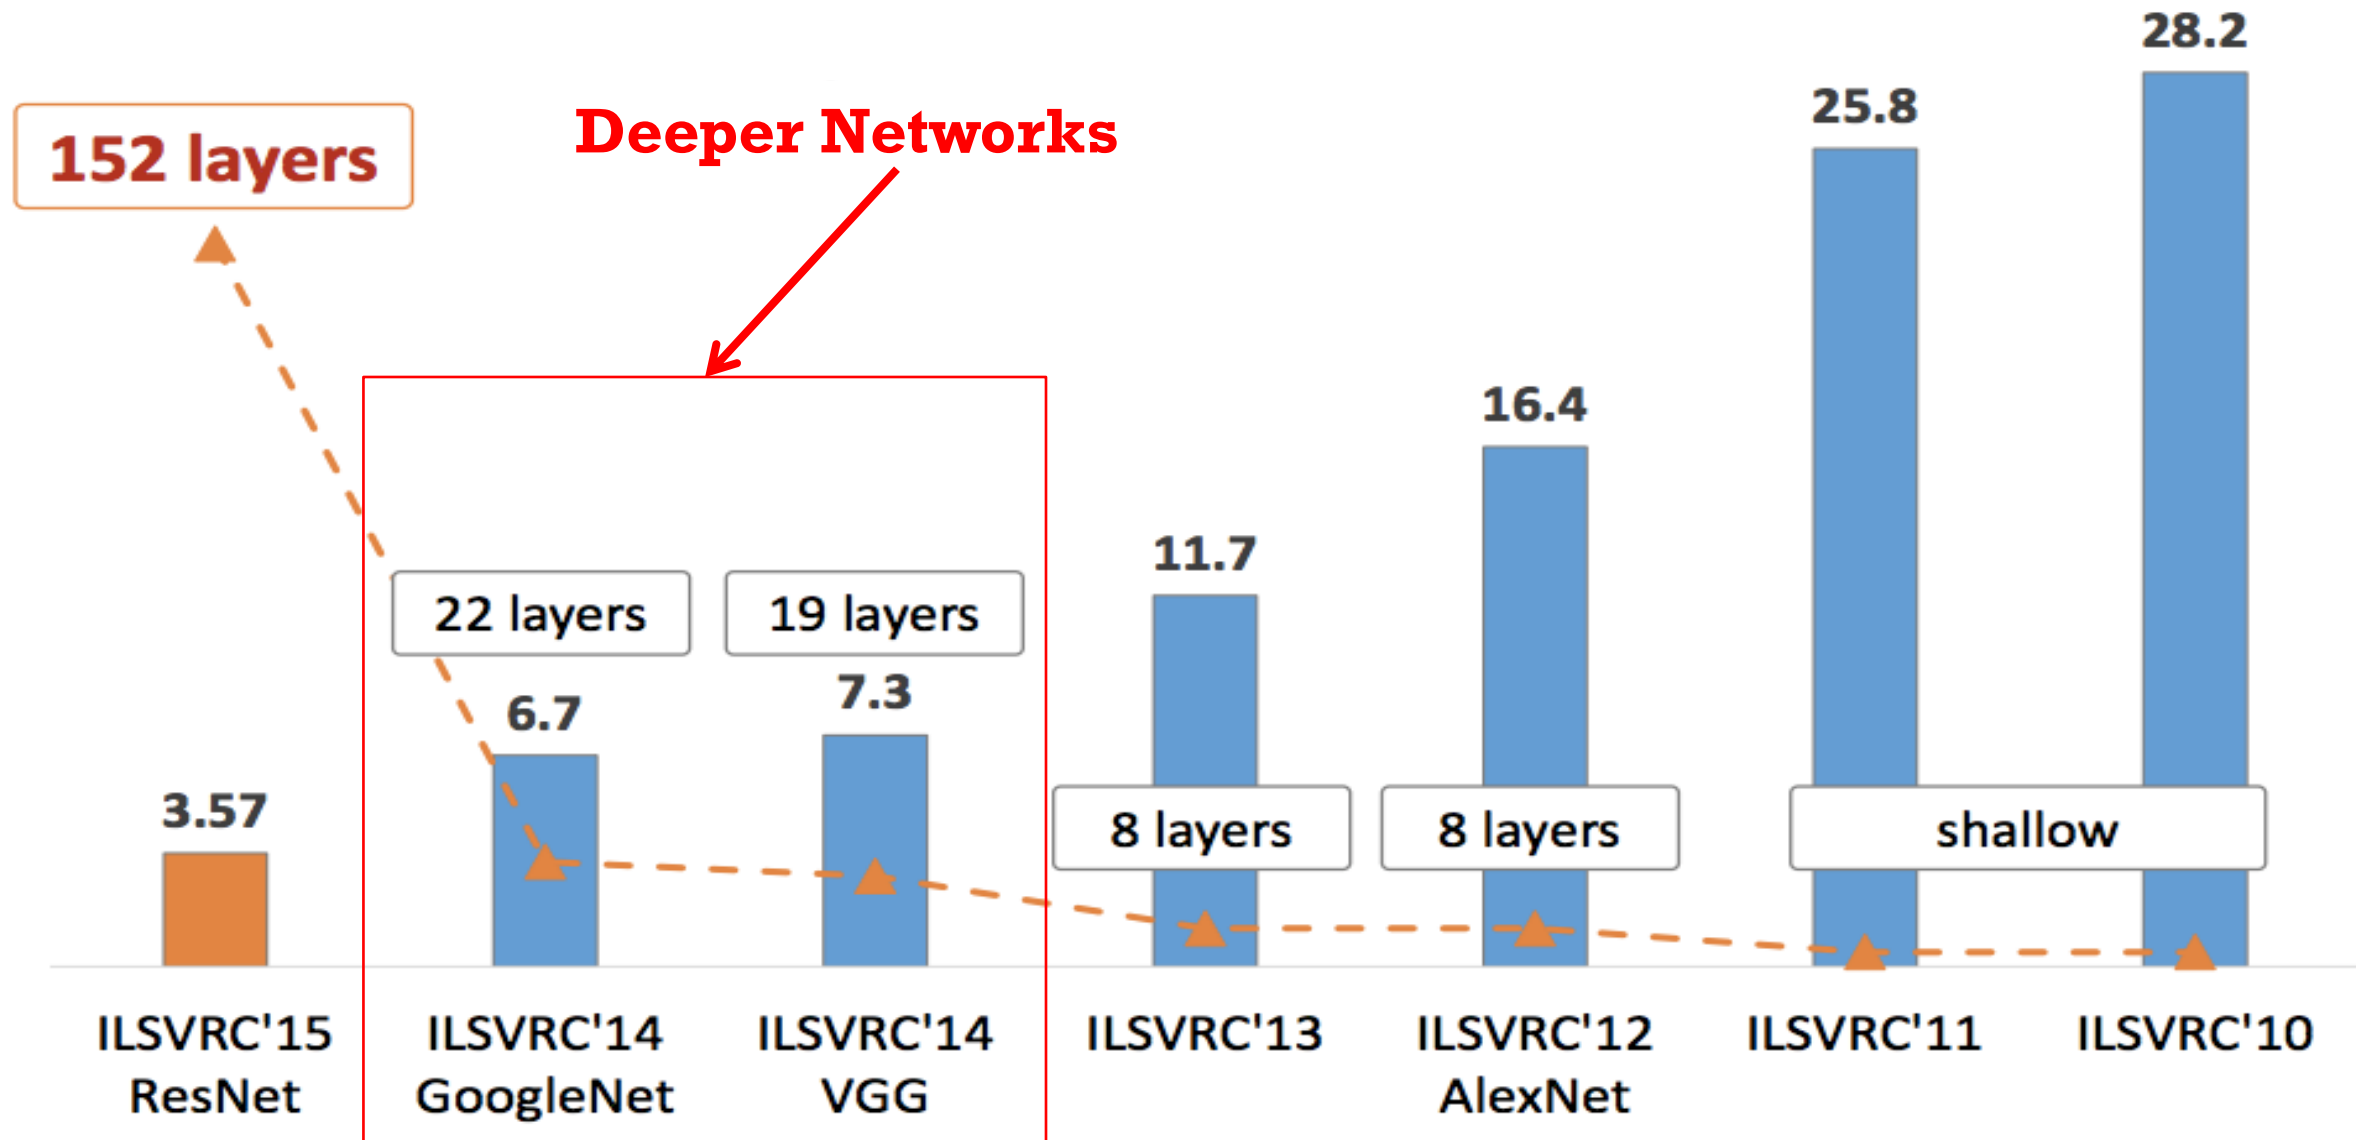 28.2
25.8
Deeper Networks
152 layers
16.4
11.7
22 layers
19 layers
6.7
7.3
3.57
8 layers
8 layers
shallow
ILSVRC'15
ResNet
ILSVRC'14
GoogleNet
ILSVRC'14
VGG
ILSVRC'13
ILSVRC'12
AlexNet
ILSVRC'11
ILSVRC'10